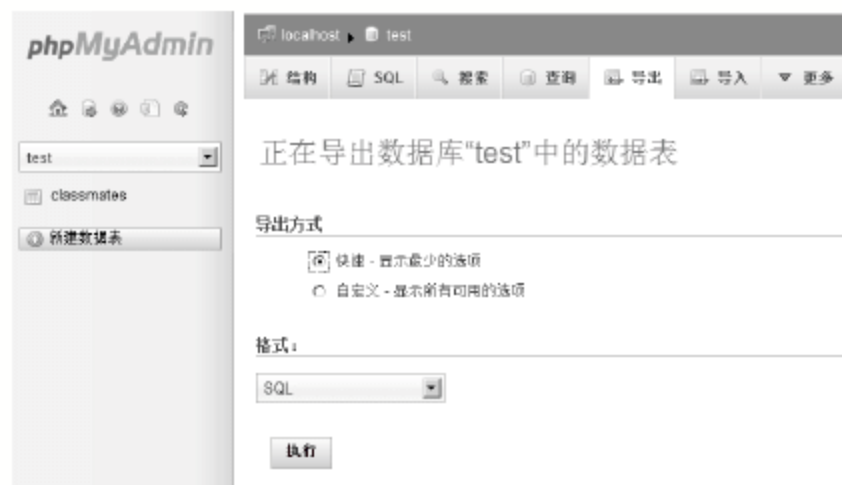 phpMyAdmin
test
classmates
新建数据表
localhost ▸ test
结构 SQL 搜索 查询 导出 导入 ▼ 更多
正在导出数据库“test”中的数据表
导出方式
快速 - 显示最少的选项
自定义 - 显示所有可用的选项
格式:
SQL
执行